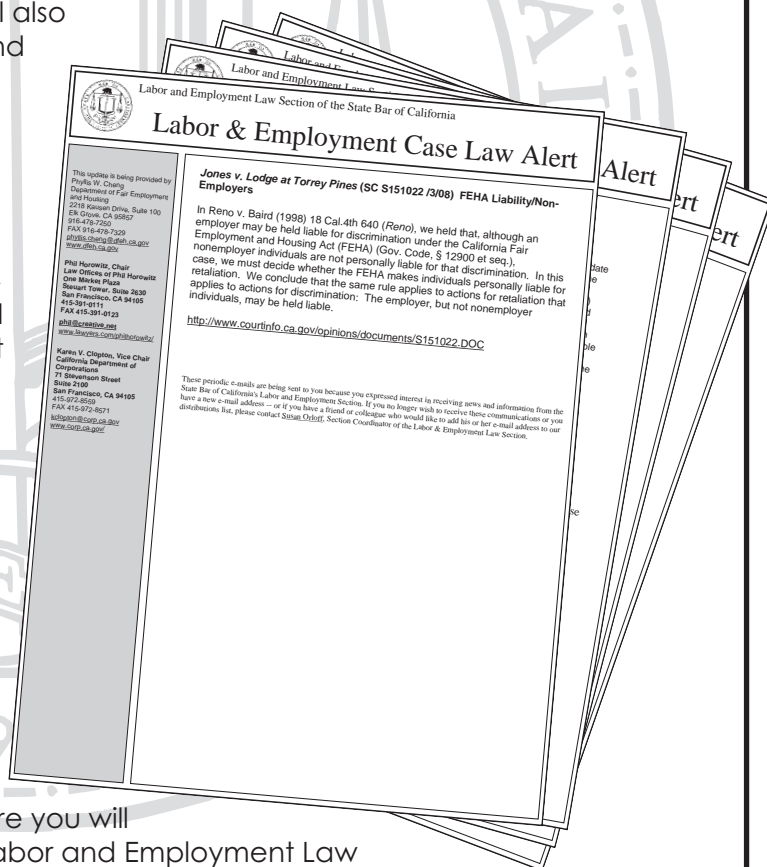 l also
nd
Labor and Employment Law Section of the State Bar of California
Labor & Employment Case Law Alert
This update is being provided by
Phyllis W. Cheng
Department of Fair Employment
and Housing
2218 Kausen Drive, Suite 100
Elk Grove, CA 95857
916-478-7250
FAX 916-478-7329
phyllis.cheng@dfeh.ca.gov
www.dfeh.ca.gov
Phil Horowitz, Chair
Law Offices of Phil Horowitz
One Market Plaza
Steuart Tower, Suite 2630
San Francisco, CA 94105
415-391-0111
FAX 415-391-0123
phil@creative.net
www.lawyers.com/philhorowitz/
Karen V. Clopton, Vice Chair
California Department of
Corporations
71 Stevenson Street
Suite 2100
San Francisco, CA 94105
415-972-8559
FAX 415-972-8571
kclopton@corp.ca.gov
www.corp.ca.gov/
Jones v. Lodge at Torrey Pines (SC S151022 /3/08) FEHA Liability/Non-
Employers
In Reno v. Baird (1998) 18 Cal.4th 640 (Reno), we held that, although an
employer may be held liable for discrimination under the California Fair
Employment and Housing Act (FEHA) (Gov. Code, § 12900 et seq.),
nonemployer individuals are not personally liable for that discrimination. In this
case, we must decide whether the FEHA makes individuals personally liable for
retaliation. We conclude that the same rule applies to actions for retaliation that
applies to actions for discrimination: The employer, but not nonemployer
individuals, may be held liable.
http://www.courtinfo.ca.gov/opinions/documents/S151022.DOC
These periodic e-mails are being sent to you because you expressed interest in receiving news and information from the
State Bar of California's Labor and Employment Section. If you no longer wish to receive these communications or you
have a new e-mail address -- or if you have a friend or colleague who would like to add his or her e-mail address to our
distributions list, please contact Susan Orloff, Section Coordinator of the Labor & Employment Law Section.
Labor and Employment Law S
Labor and E
Alert
ert
ert
date
ble
se
re you will
abor and Employment Law